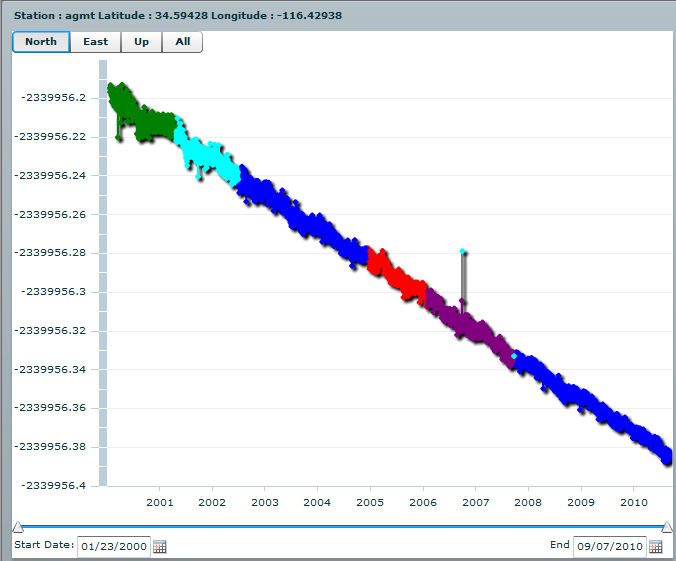 Station : agmt Latitude : 34.59428 Longitude : -116.42938
North East Up All
-2339956.2
-2339956.22
-2339956.24
-2339956.26
-2339956.28
-2339956.3
-2339956.32
-2339956.34
-2339956.36
-2339956.38
-2339956.4
2001 2002 2003 2004 2005 2006 2007 2008 2009 2010
Start Date: 01/23/2000 End 09/07/2010